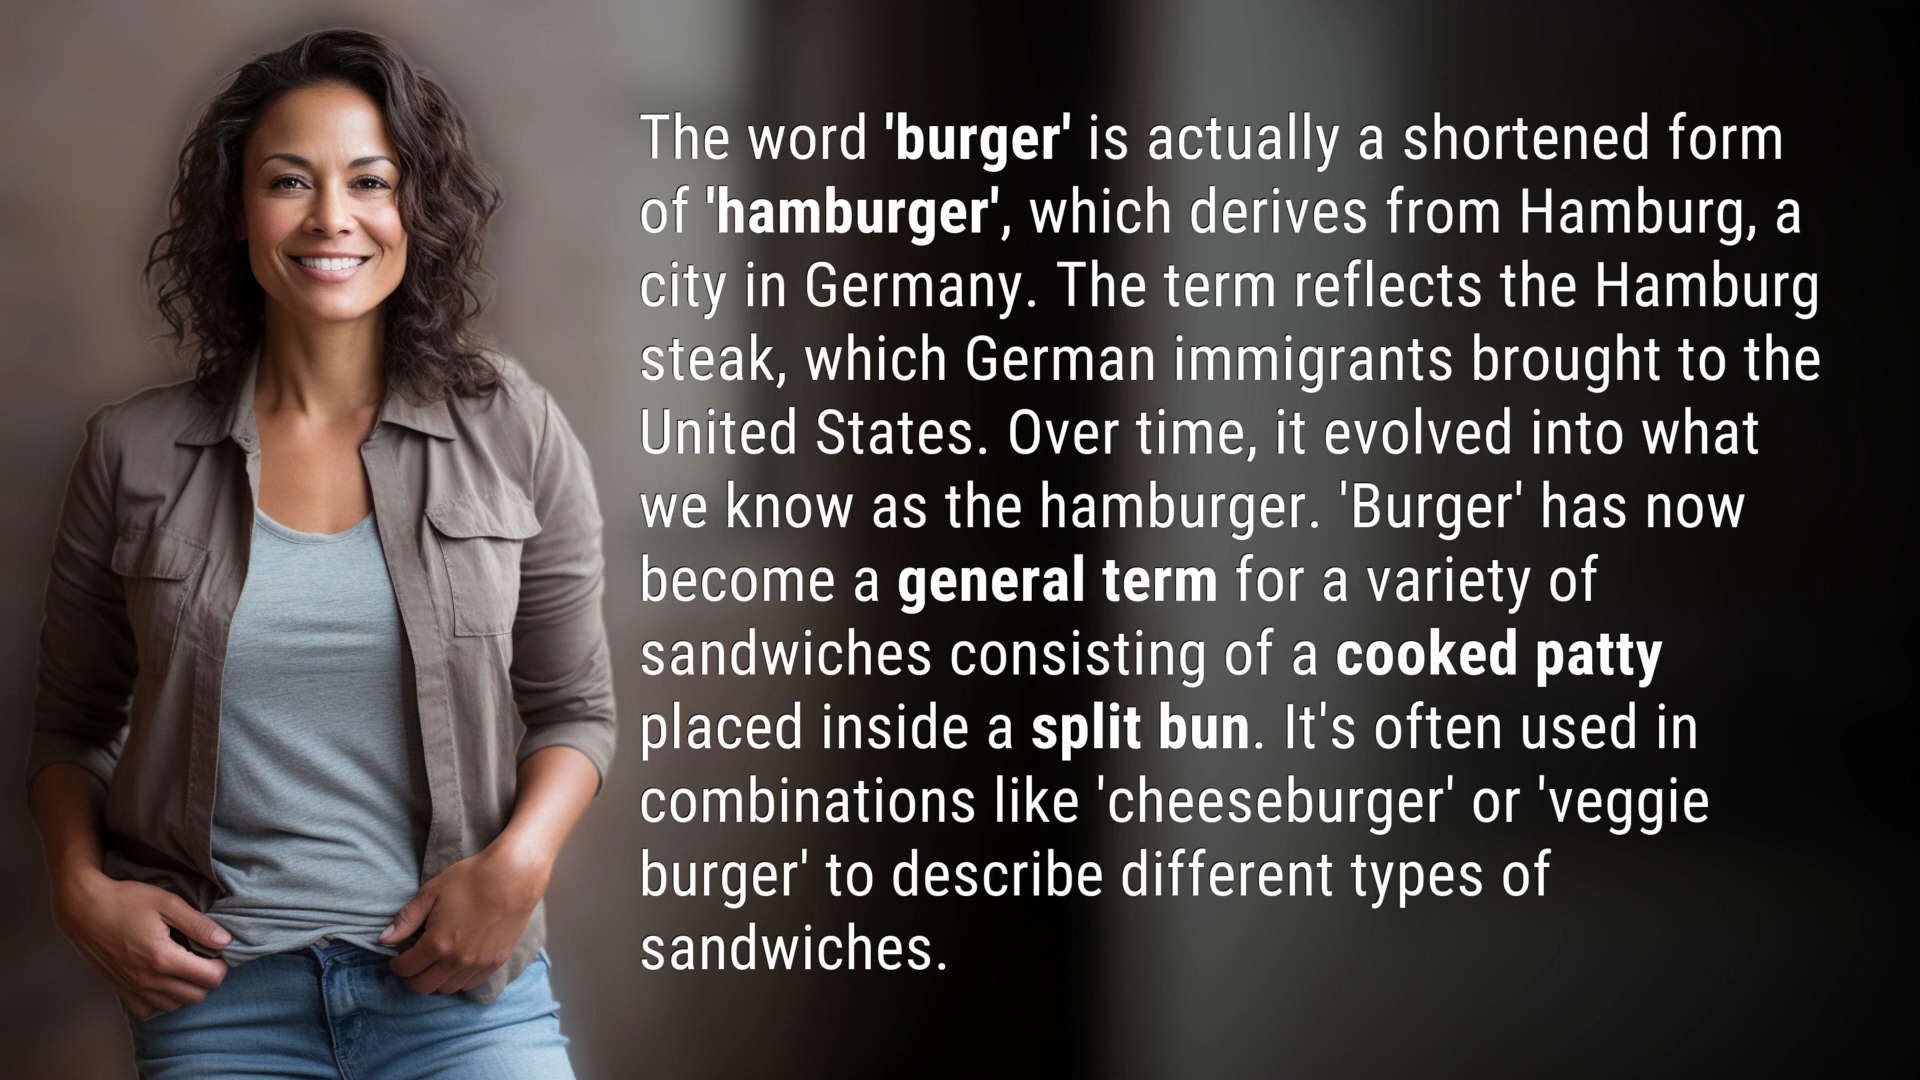 The word 'burger' is actually a shortened form
of 'hamburger', which derives from Hamburg, a
city in Germany. The term reflects the Hamburg
steak, which German immigrants brought to the
United States. Over time, it evolved into what
we know as the hamburger. 'Burger' has now
become a general term for a variety of
sandwiches consisting of a cooked patty
placed inside a split bun. It's often used in
combinations like 'cheeseburger' or 'veggie
burger' to describe different types of
sandwiches.